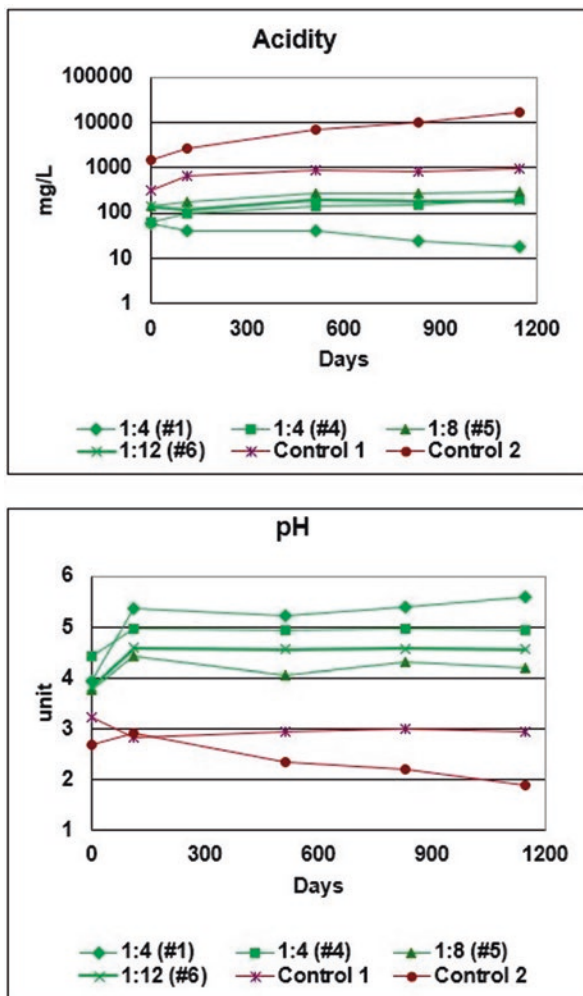 Acidity
100000
10000
1000
100
10
1
mg/L
0 300 600 900 1200
Days
1:4 (#1) 1:4 (#4) 1:8 (#5)
1:12 (#6) Control 1 Control 2
pH
6
5
4
3
2
1
unit
0 300 600 900 1200
Days
1:4 (#1) 1:4 (#4) 1:8 (#5)
1:12 (#6) Control 1 Control 2